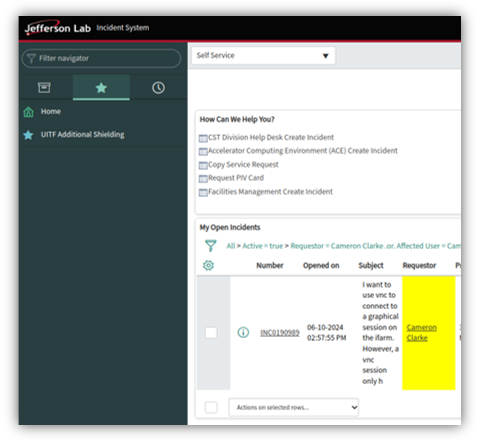 Jefferson Lab Incident System
Filter navigator
Home
UITF Additional Shielding
Self Service
How Can We Help You?
CST Division Help Desk Create Incident
Accelerator Computing Environment (ACE) Create Incident
Copy Service Request
Request PIV Card
Facilities Management Create Incident
My Open Incidents
All > Active = true > Requestor = Cameron Clarke .or. Affected User = Cam
Number Opened on Subject Requestor
I want to
use vnc to
connect to
a graphical
session on
the ifarm.
However, a
vnc
session
only h
INC0190989
06-10-2024
02:57:55 PM
Cameron
Clarke
Actions on selected rows...